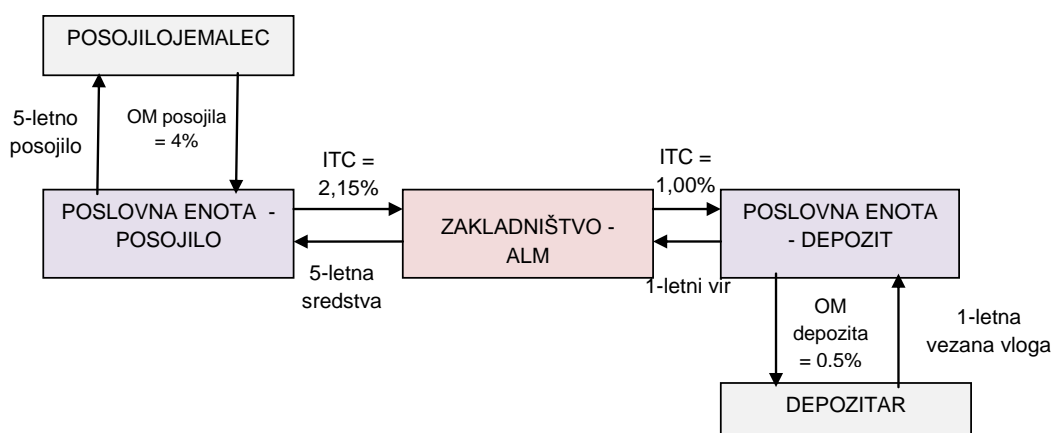 POSOJILOJEMALEC
5-letno
posojilo
OM posojila
= 4%
ITC =
2,15%
ITC =
1,00%
POSLOVNA ENOTA -
POSOJILO
ZAKLADNIŠTVO -
ALM
POSLOVNA ENOTA
- DEPOZIT
5-letna
sredstva
1-letni vir
OM
depozita
= 0.5%
1-letna
vezana vloga
DEPOZITAR